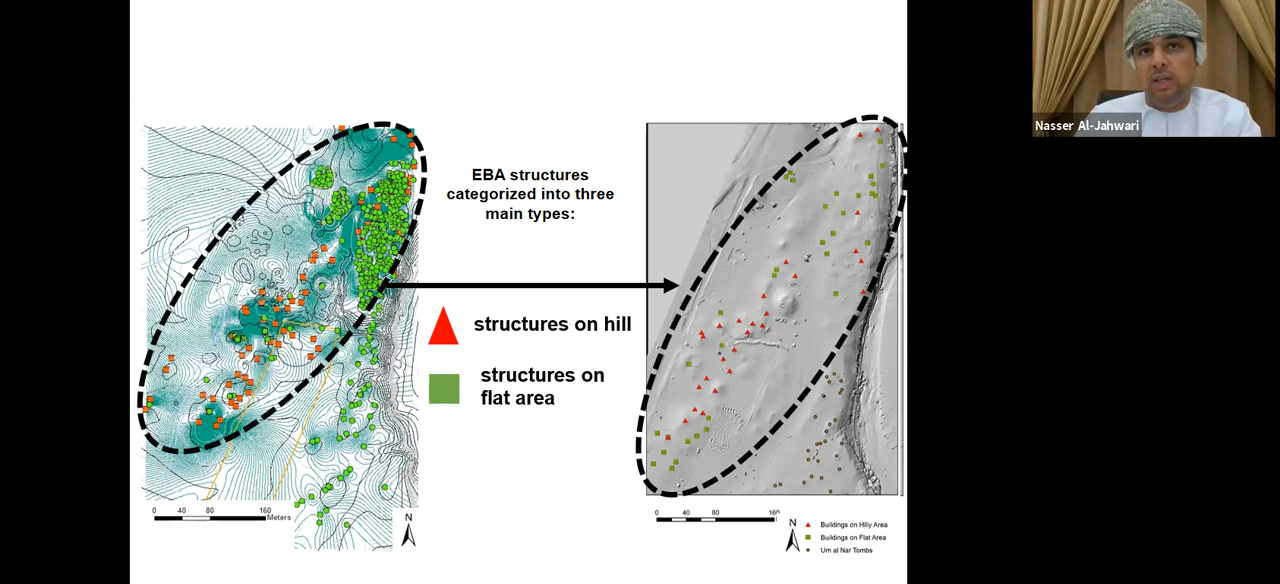 Nasser Al-Jahwari
EBA structures
categorized into three
main types:
structures on hill
structures on
flat area
0 40 80 160
Meters
N
0 40 80 160
N
Buildings on Hilly Area
Buildings on Flat Area
Um al Nar Tombs